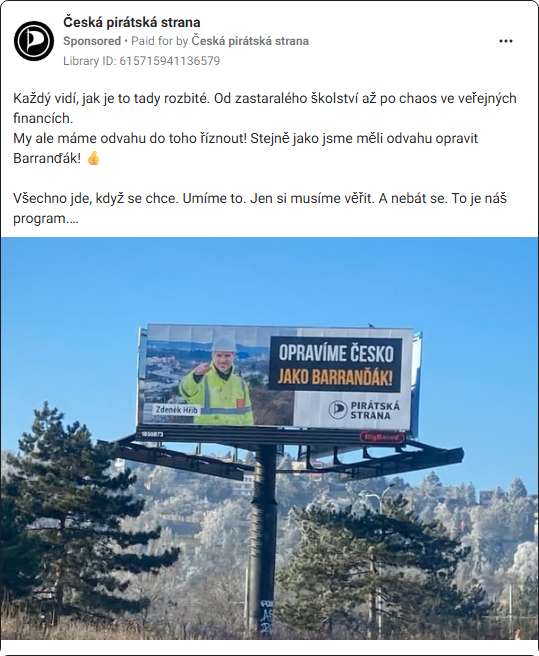 Česká pirátská strana
Sponsored • Paid for by Česká pirátská strana
Library ID: 615715941136579
Každý vidí, jak je to tady rozbité. Od zastaralého školství až po chaos ve veřejných
financích.
My ale máme odvahu do toho říznout! Stejně jako jsme měli odvahu opravit
Barranďák! 👍
Všechno jde, když se chce. Umíme to. Jen si musíme věřit. A nebát se. To je náš
program....
OPRAVÍME ČESKO
JAKO BARRANĎÁK!
Zdeněk Hřib
PIRÁTSKÁ
STRANA
BigBoard